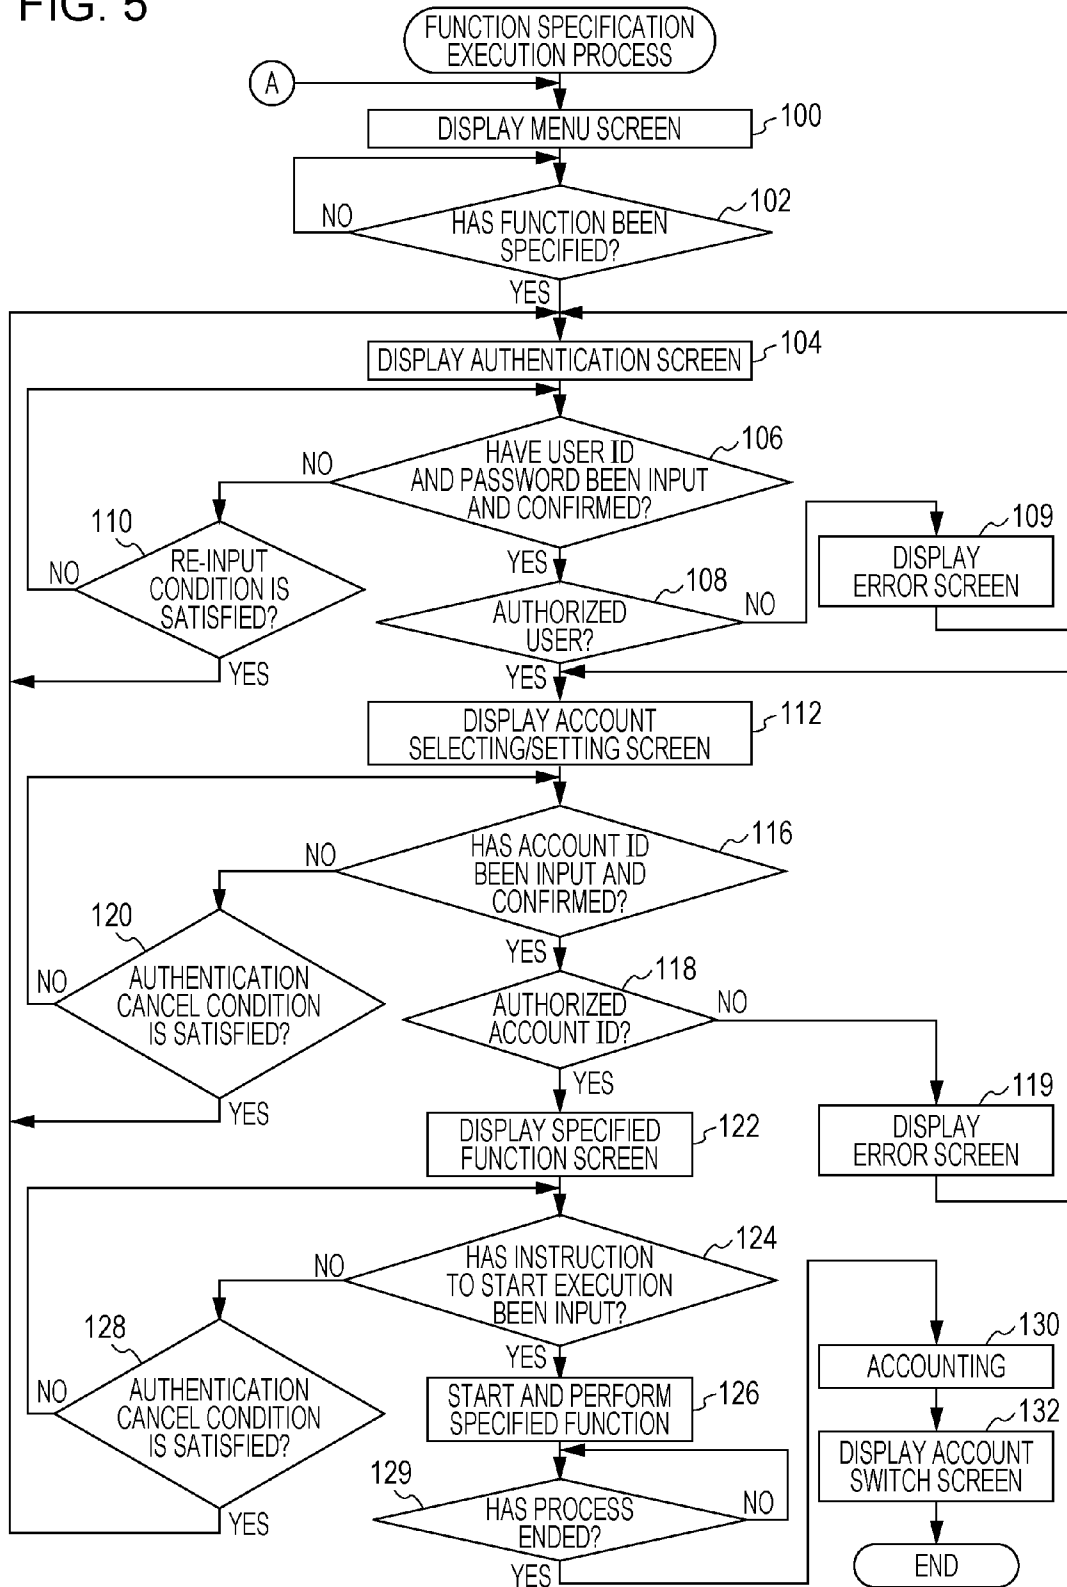 FIG. 5
FUNCTION SPECIFICATION
EXECUTION PROCESS
A
DISPLAY MENU SCREEN
100
HAS FUNCTION BEEN
SPECIFIED?
102
NO
YES
DISPLAY AUTHENTICATION SCREEN
104
HAVE USER ID
AND PASSWORD BEEN INPUT
AND CONFIRMED?
106
NO
YES
110
RE-INPUT
CONDITION IS
SATISFIED?
NO
YES
AUTHORIZED
USER?
108
NO
YES
109
DISPLAY
ERROR SCREEN
DISPLAY ACCOUNT
SELECTING/SETTING SCREEN
112
HAS ACCOUNT ID
BEEN INPUT AND
CONFIRMED?
116
NO
YES
120
AUTHENTICATION
CANCEL CONDITION
IS SATISFIED?
NO
YES
AUTHORIZED
ACCOUNT ID?
118
NO
YES
119
DISPLAY
ERROR SCREEN
DISPLAY SPECIFIED
FUNCTION SCREEN
122
HAS INSTRUCTION
TO START EXECUTION
BEEN INPUT?
124
NO
YES
128
AUTHENTICATION
CANCEL CONDITION
IS SATISFIED?
NO
YES
START AND PERFORM
SPECIFIED FUNCTION
126
129
HAS PROCESS
ENDED?
NO
YES
130
ACCOUNTING
132
DISPLAY ACCOUNT
SWITCH SCREEN
END